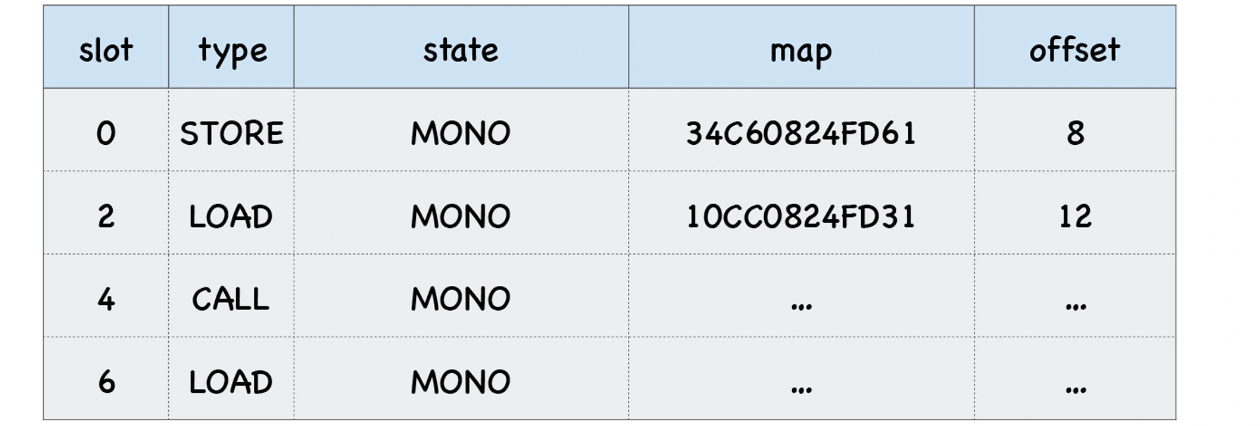 slot type state map offset
0 STORE MONO 34C60824FD61 8
2 LOAD MONO 10CC0824FD31 12
4 CALL MONO ... ...
6 LOAD MONO ... ...